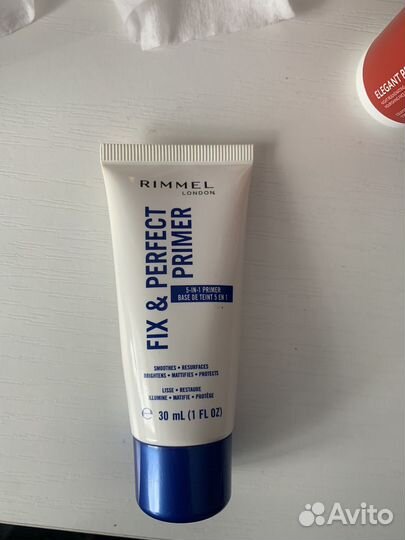 RIMMEL
LONDON
FIX & PERFECT
PRIMER
5-IN-1 PRIMER
BASE DE TEINT 5 EN 1
SMOOTHES • RESURFACES
BRIGHTENS • MATTIFIES • PROTECTS
LISSE • RESTAURE
ILLUMINE • MATIFIE • PROTÈGE
℮ 30 mL (1 FL OZ)
ELEGANT
Avito